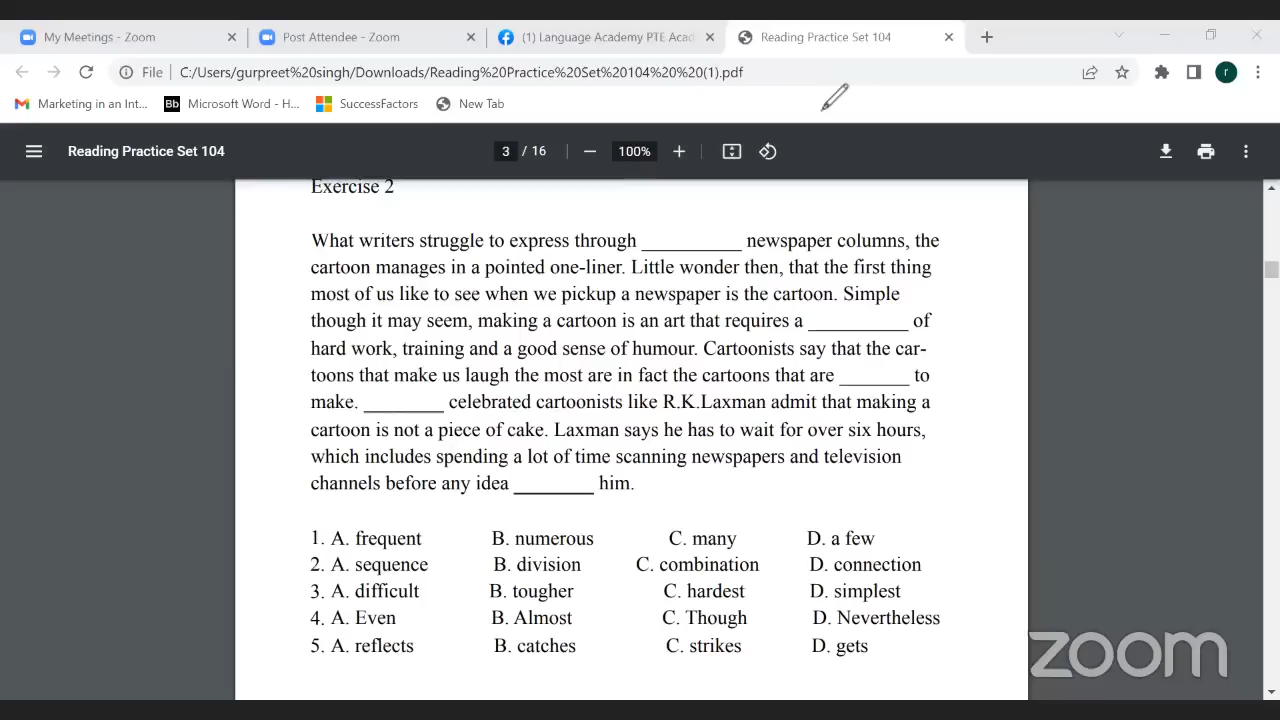 My Meetings - Zoom
Post Attendee - Zoom
(1) Language Academy PTE Acad
Reading Practice Set 104
File
C:/Users/gurpreet%20singh/Downloads/Reading%20Practice%20Set%20104%20%20(1).pdf
r
Marketing in an Int...
Bb Microsoft Word - H...
SuccessFactors
New Tab
Reading Practice Set 104
3 / 16
100%
Exercise 2
What writers struggle to express through __________ newspaper columns, the
cartoon manages in a pointed one-liner. Little wonder then, that the first thing
most of us like to see when we pickup a newspaper is the cartoon. Simple
though it may seem, making a cartoon is an art that requires a __________ of
hard work, training and a good sense of humour. Cartoonists say that the car-
toons that make us laugh the most are in fact the cartoons that are _______ to
make. ________ celebrated cartoonists like R.K.Laxman admit that making a
cartoon is not a piece of cake. Laxman says he has to wait for over six hours,
which includes spending a lot of time scanning newspapers and television
channels before any idea ________ him.
1. A. frequent B. numerous C. many D. a few
2. A. sequence B. division C. combination D. connection
3. A. difficult B. tougher C. hardest D. simplest
4. A. Even B. Almost C. Though D. Nevertheless
5. A. reflects B. catches C. strikes D. gets
zoom